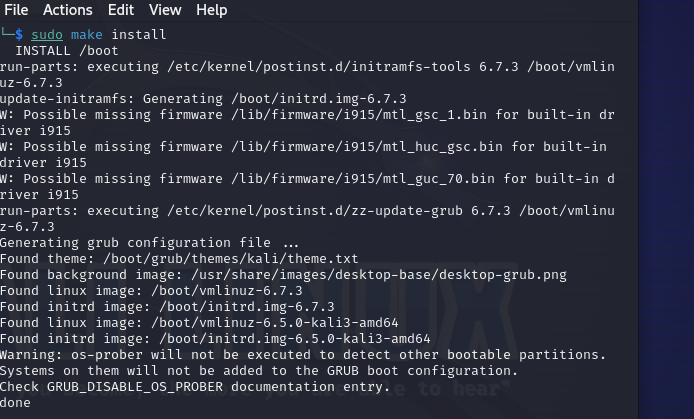 File Actions Edit View Help
└─$ sudo make install
  INSTALL /boot
run-parts: executing /etc/kernel/postinst.d/initramfs-tools 6.7.3 /boot/vmlin
uz-6.7.3
update-initramfs: Generating /boot/initrd.img-6.7.3
W: Possible missing firmware /lib/firmware/i915/mtl_gsc_1.bin for built-in dr
iver i915
W: Possible missing firmware /lib/firmware/i915/mtl_huc_gsc.bin for built-in
driver i915
W: Possible missing firmware /lib/firmware/i915/mtl_guc_70.bin for built-in d
river i915
run-parts: executing /etc/kernel/postinst.d/zz-update-grub 6.7.3 /boot/vmlinu
z-6.7.3
Generating grub configuration file ...
Found theme: /boot/grub/themes/kali/theme.txt
Found background image: /usr/share/images/desktop-base/desktop-grub.png
Found linux image: /boot/vmlinuz-6.7.3
Found initrd image: /boot/initrd.img-6.7.3
Found linux image: /boot/vmlinuz-6.5.0-kali3-amd64
Found initrd image: /boot/initrd.img-6.5.0-kali3-amd64
Warning: os-prober will not be executed to detect other bootable partitions.
Systems on them will not be added to the GRUB boot configuration.
Check GRUB_DISABLE_OS_PROBER documentation entry.
done